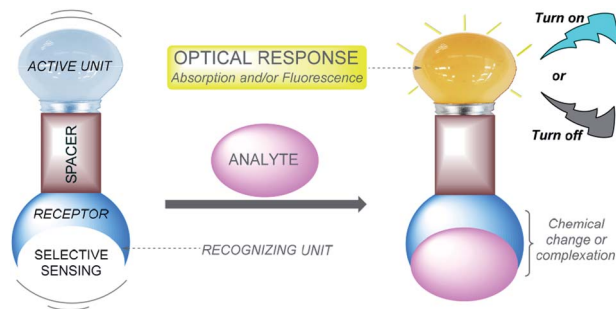 ACTIVE UNIT
SPACER
RECEPTOR
SELECTIVE
SENSING
OPTICAL RESPONSE
Absorption and/or Fluorescence
ANALYTE
RECOGNIZING UNIT
Turn on
or
Turn off
Chemical
change or
complexation